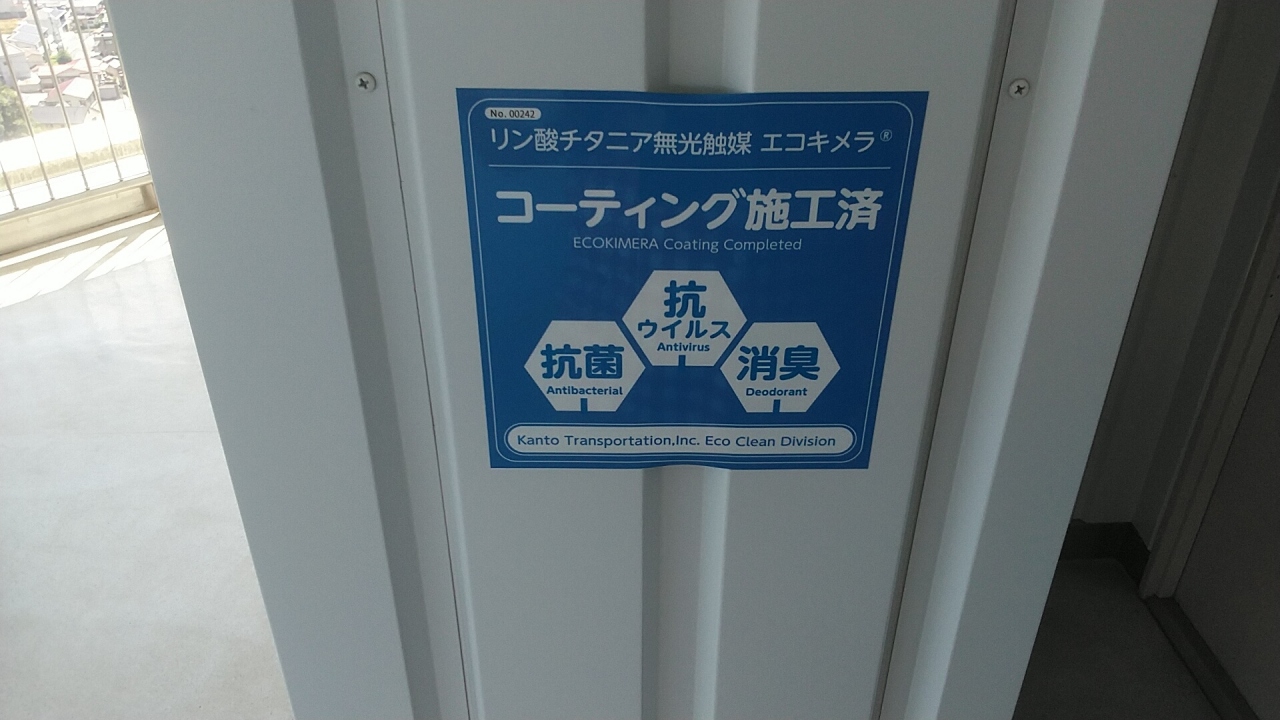 No. 00242
リン酸チタニア無光触媒 エコキメラ®
コーティング施工済
ECOKIMERA Coating Completed
抗
ウイルス
Antivirus
抗菌
Antibacterial
消臭
Deodorant
Kanto Transportation,Inc. Eco Clean Division